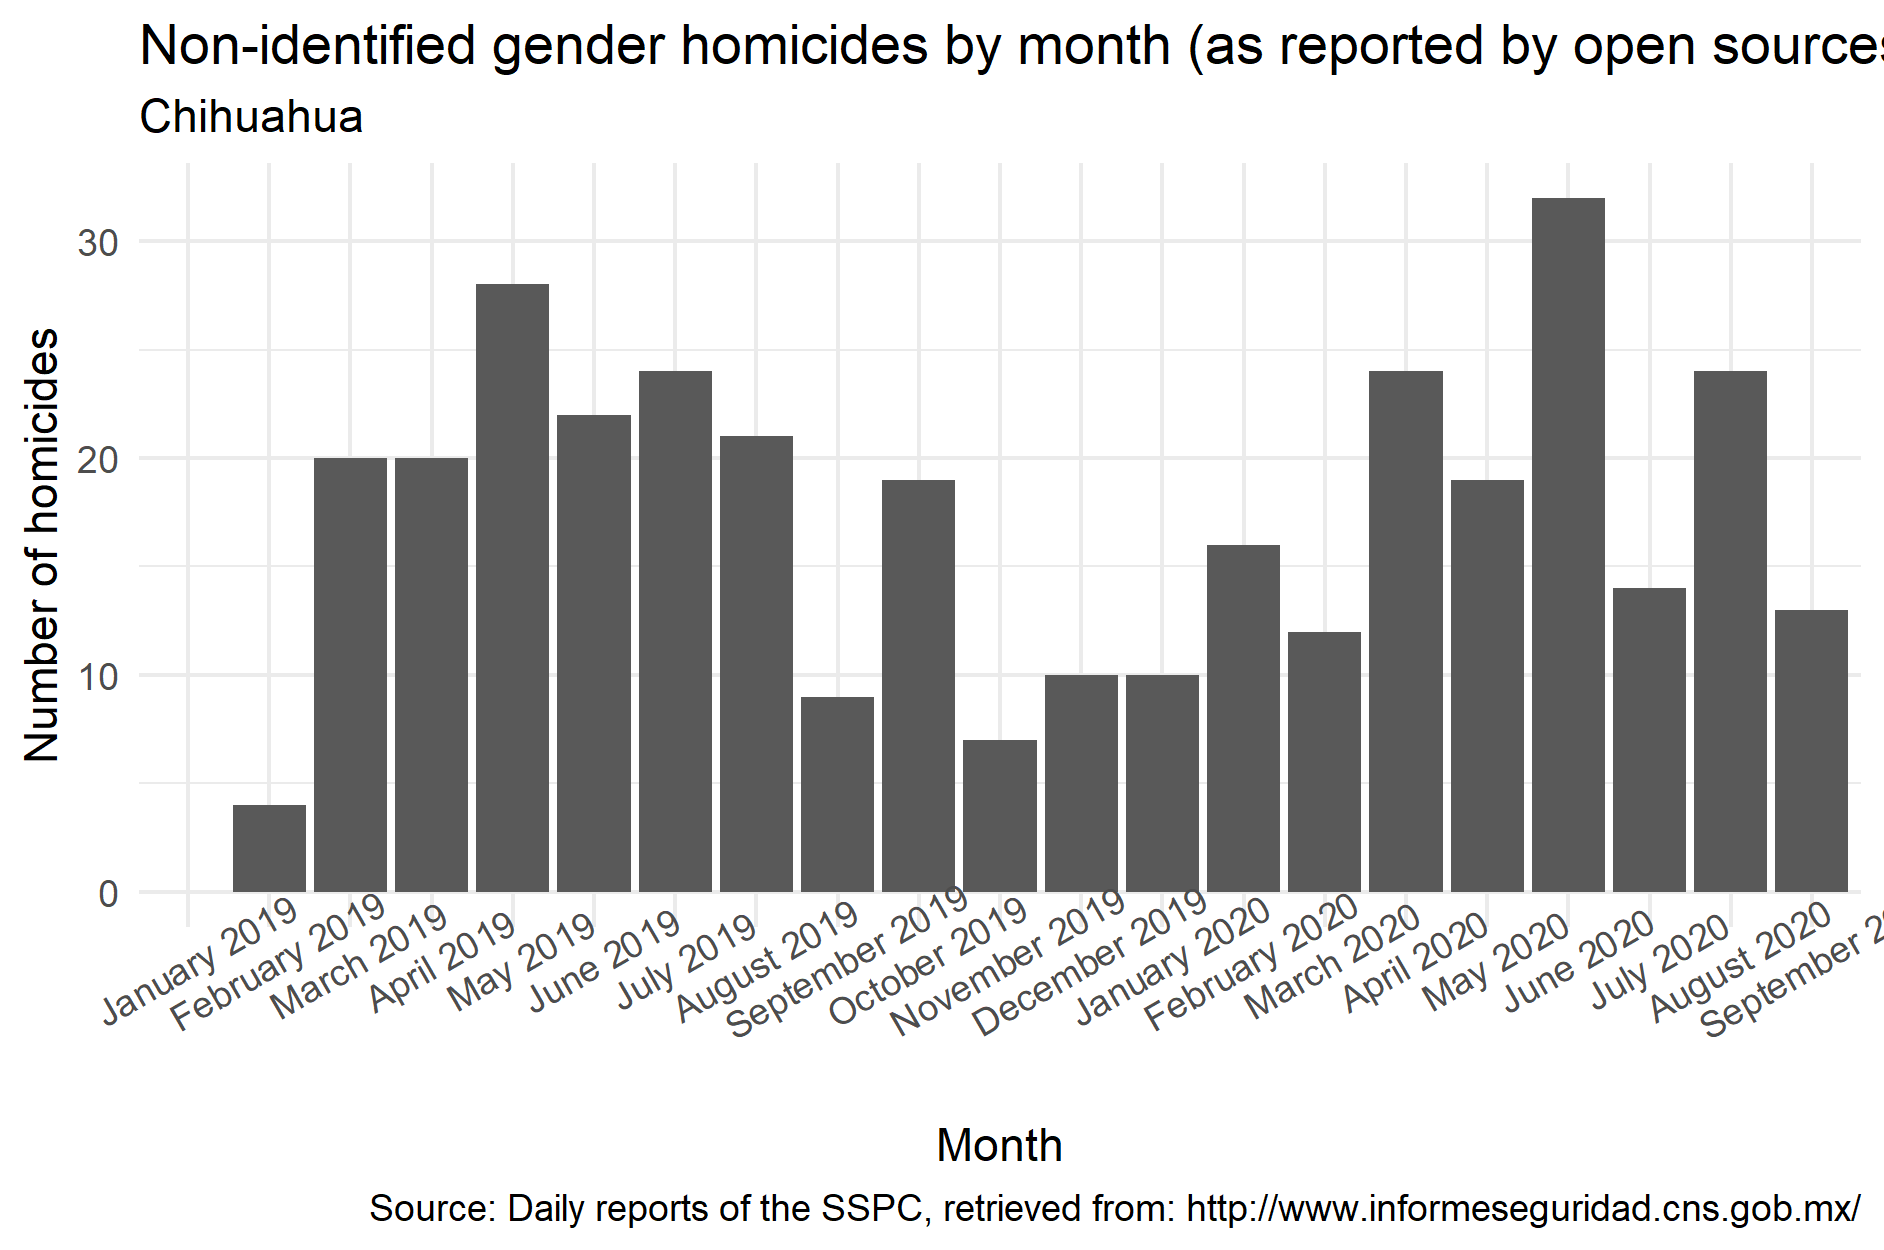 Non-identified gender homicides by month (as reported by open sources
Chihuahua
Number of homicides
30
20
10
0
January 2019
February 2019
March 2019
April 2019
May 2019
June 2019
July 2019
August 2019
September 2019
October 2019
November 2019
December 2019
January 2020
February 2020
March 2020
April 2020
May 2020
June 2020
July 2020
August 2020
September
Month
Source: Daily reports of the SSPC, retrieved from: http://www.informeseguridad.cns.gob.mx/